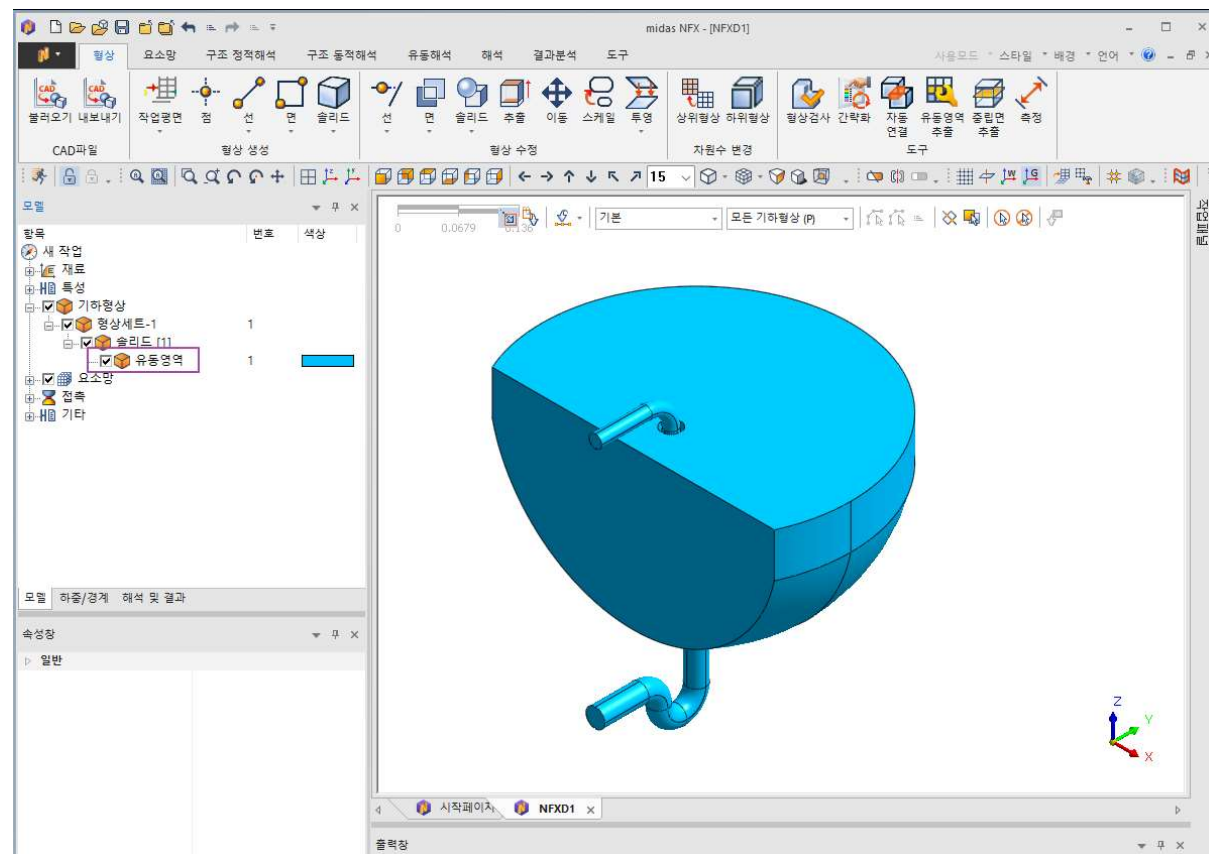 midas NFX - [NFXD1]
형상 요소망 구조 정적해석 구조 동적해석 유동해석 해석 결과분석 도구 사용모드 스타일 배경 언어
CAD CAD
불러오기 내보내기 작업평면 점 선 면 솔리드 선 면 솔리드 추출 이동 스케일 투영 상위형상 하위형상 형상검사 간략화 자동 연결 유동영역 추출 중립면 추출 측정
CAD파일 형상 생성 형상 수정 차원수 변경 도구
15
모델
항목 번호 색상
새 작업
재료
특성
기하형상
형상세트-1 1
솔리드 [1]
유동영역 1
요소망
접촉
기타
0 0.0679 0.136 기본 모든 기하형상 (P)
작업패널
Z
Y
X
모델 하중/경계 해석 및 결과
속성창
일반
시작페이지 NFXD1
출력창